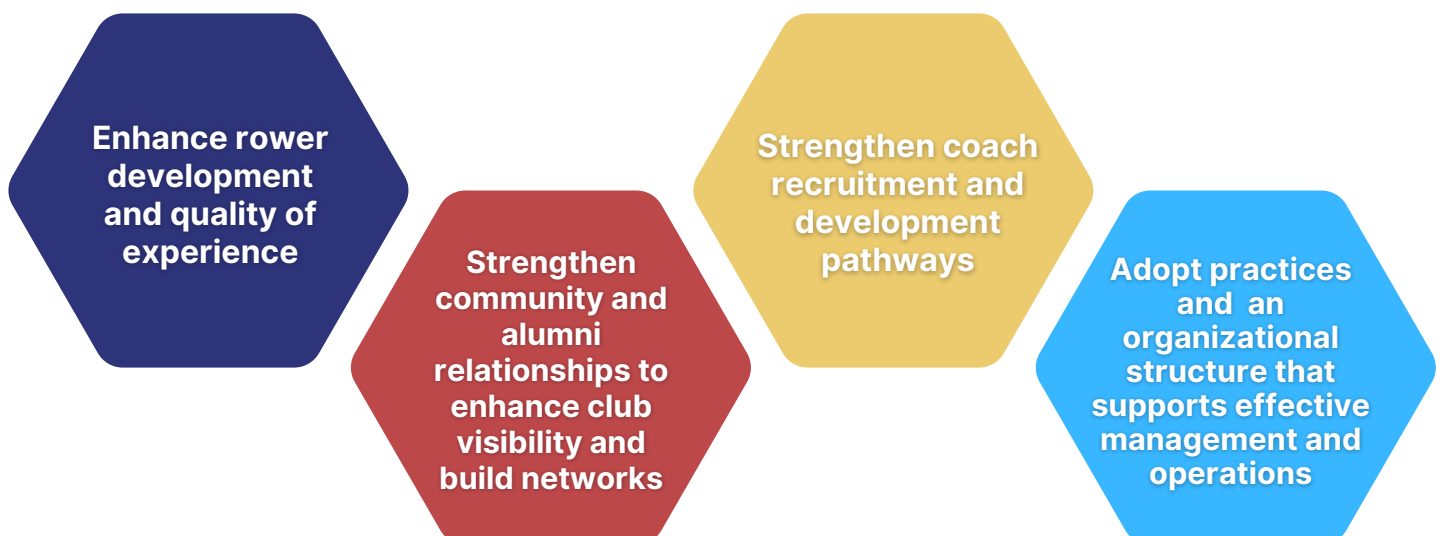 Enhance rower
development
and quality of
experience
Strengthen
community and
alumni
relationships to
enhance club
visibility and
build networks
Strengthen coach
recruitment and
development
pathways
Adopt practices
and  an
organizational
structure that
supports effective
management and
operations